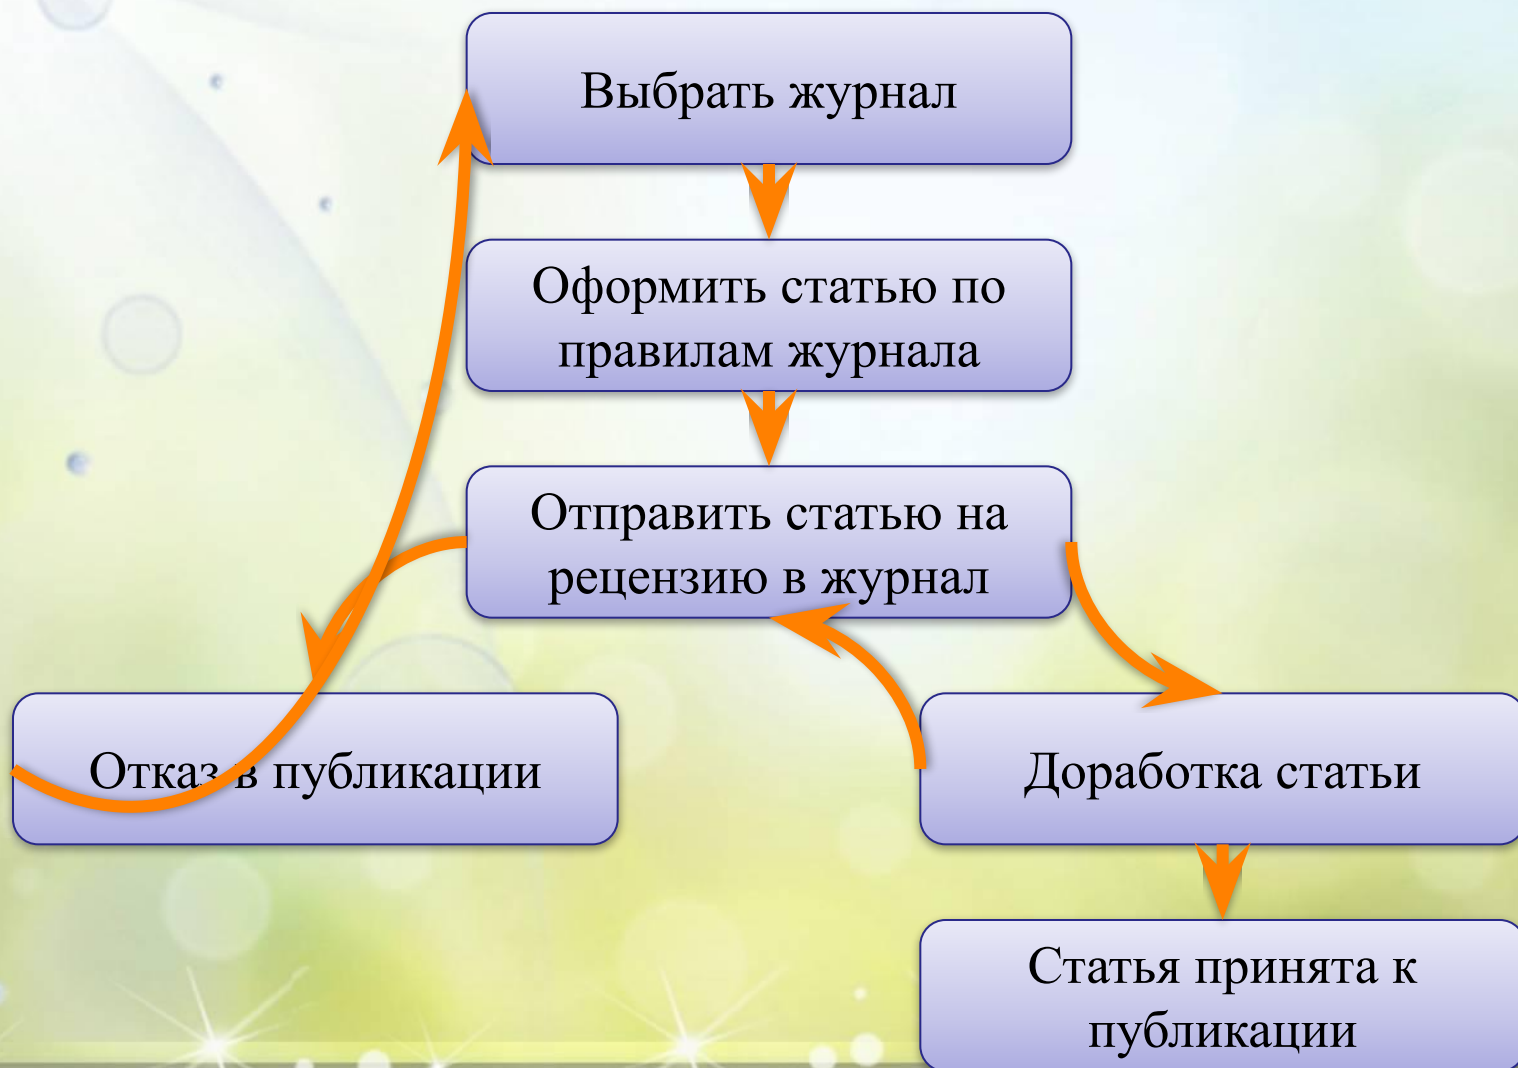 Выбрать журнал
Оформить статью по
правилам журнала
Отправить статью на
рецензию в журнал
Отказ в публикации
Доработка статьи
Статья принята к
публикации